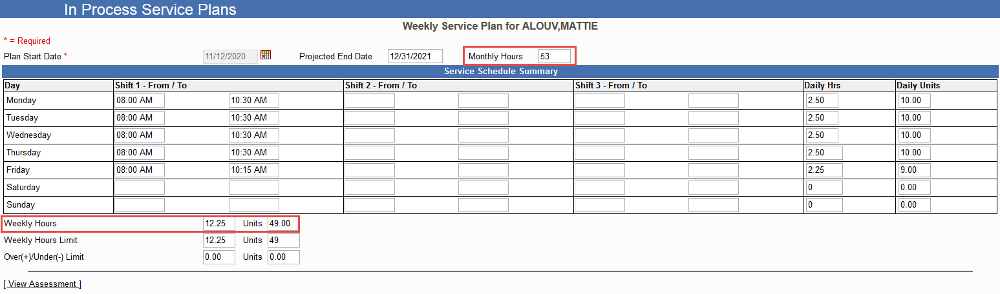 In Process Service Plans
Weekly Service Plan for ALOUV,MATTIE
* = Required
Plan Start Date * 11/12/2020 Projected End Date 12/31/2021 Monthly Hours 53
Service Schedule Summary
Day Shift 1 - From / To Shift 2 - From / To Shift 3 - From / To Daily Hrs Daily Units
Monday 08:00 AM 10:30 AM 2.50 10.00
Tuesday 08:00 AM 10:30 AM 2.50 10.00
Wednesday 08:00 AM 10:30 AM 2.50 10.00
Thursday 08:00 AM 10:30 AM 2.50 10.00
Friday 08:00 AM 10:15 AM 2.25 9.00
Saturday 0 0.00
Sunday 0 0.00
Weekly Hours 12.25 Units 49.00
Weekly Hours Limit 12.25 Units 49
Over(+)/Under(-) Limit 0.00 Units 0.00
[ View Assessment ]